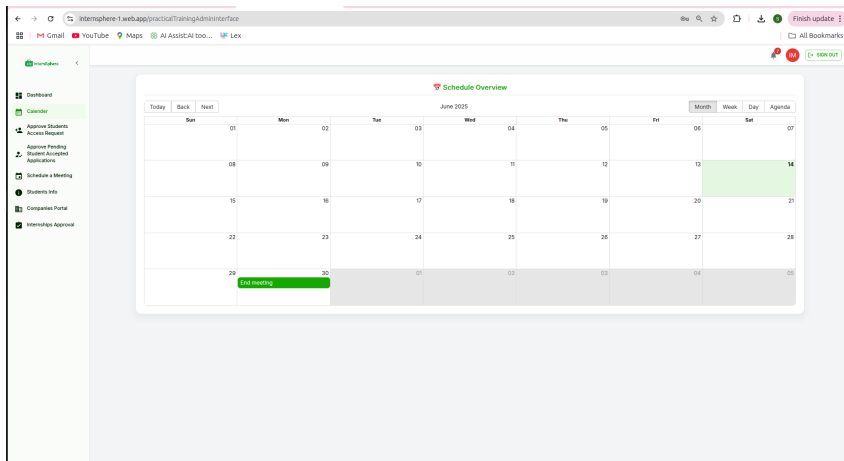 internsphere-1.web.app/practicalTrainingAdminInterface
Finish update
Gmail YouTube Maps AI Assist:AI too... Lex All Bookmarks
InternSphere
IM SIGN OUT
Dashboard
Calender
Approve Students
Access Request
Approve Pending
Student Accepted
Applications
Schedule a Meeting
Students Info
Companies Portal
Internships Approval
Schedule Overview
Today Back Next June 2025 Month Week Day Agenda
Sun Mon Tue Wed Thu Fri Sat
01 02 03 04 05 06 07
08 09 10 11 12 13 14
15 16 17 18 19 20 21
22 23 24 25 26 27 28
29 30 01 02 03 04 05
End meeting